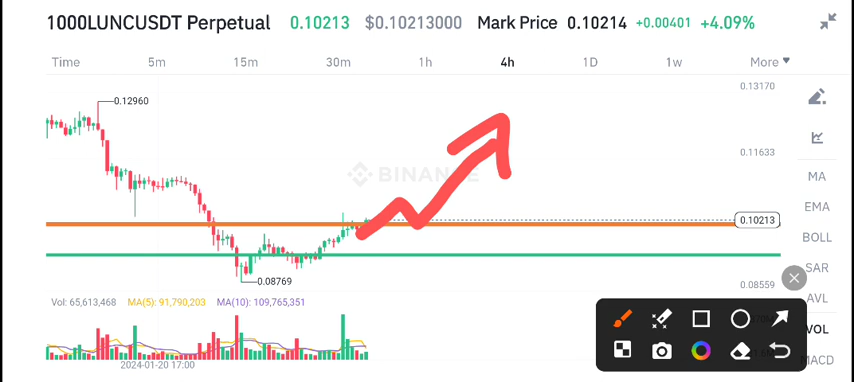 1000LUNCUSDT Perpetual 0.10213 $0.10213000 Mark Price 0.10214 +0.00401 +4.09%
Time 5m 15m 30m 1h 4h 1D 1w More
0.13170
0.12960
0.11633
BINANCE
MA
EMA
0.10213
BOLL
SAR
0.08769
0.08559
AVL
Vol: 65,613,468 MA(5): 91,790,203 MA(10): 109,765,351
VOL
MACD
2024-01-20 17:00